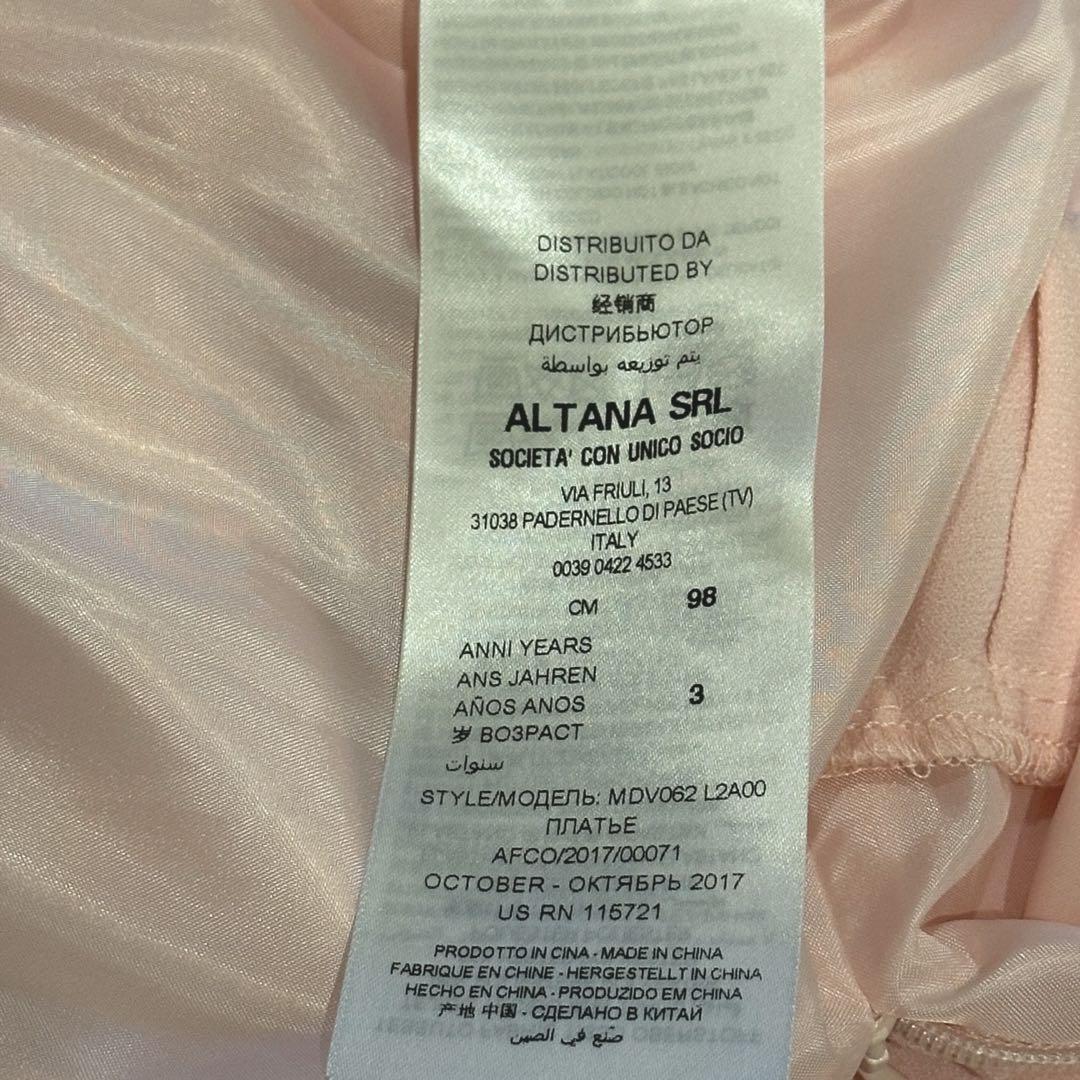 DISTRIBUITO DA
DISTRIBUTED BY
经销商
ДИСТРИБЬЮТОР
يتم توزيعه بواسطة
ALTANA SRL
SOCIETA' CON UNICO SOCIO
VIA FRIULI, 13
31038 PADERNELLO DI PAESE (TV)
ITALY
0039 0422 4533
CM 98
ANNI YEARS
ANS JAHREN
AÑOS ANOS 3
岁 ВОЗРАСТ
سنوات
STYLE/МОДЕЛЬ: MDV062 L2A00
ПЛАТЬЕ
AFCO/2017/00071
OCTOBER - ОКТЯБРЬ 2017
US RN 115721
PRODOTTO IN CINA - MADE IN CHINA
FABRIQUE EN CHINE - HERGESTELLT IN CHINA
HECHO EN CHINA - PRODUZIDO EM CHINA
产地 中国 - СДЕЛАНО В КИТАЙ
صنع في الصين